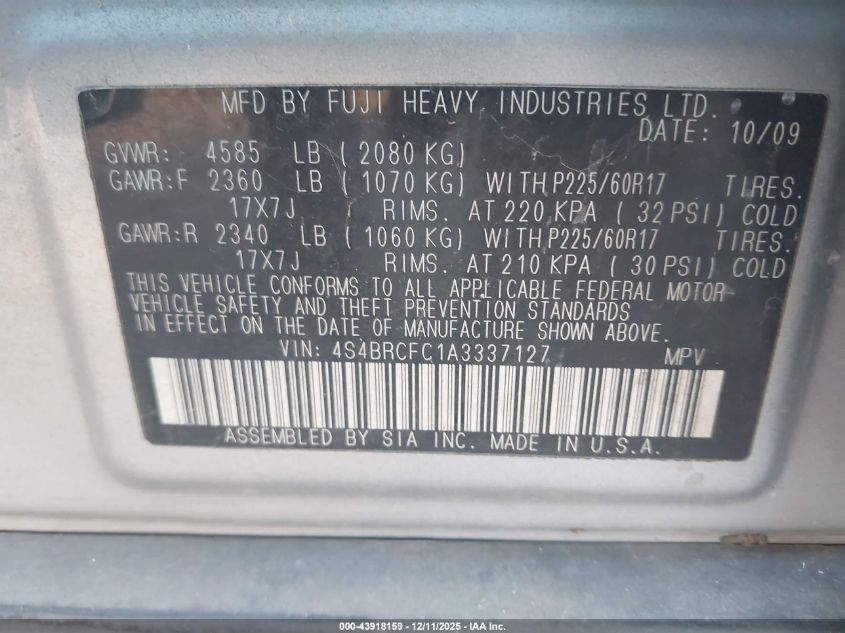 MFD BY FUJI HEAVY INDUSTRIES LTD.
DATE: 10/09
GVWR: 4585 LB ( 2080 KG)
GAWR:F 2360 LB ( 1070 KG) WITH P225/60R17 TIRES.
17X7J RIMS. AT 220 KPA ( 32 PSI) COLD
GAWR:R 2340 LB ( 1060 KG) WITH P225/60R17 TIRES.
17X7J RIMS. AT 210 KPA ( 30 PSI) COLD
THIS VEHICLE CONFORMS TO ALL APPLICABLE FEDERAL MOTOR-
VEHICLE SAFETY AND THEFT PREVENTION STANDARDS
IN EFFECT ON THE DATE OF MANUFACTURE SHOWN ABOVE.
VIN: 4S4BRCFC1A3337127 MPV
ASSEMBLED BY SIA INC. MADE IN U.S.A.
000-43918159 - 12/11/2025 - IAA Inc.